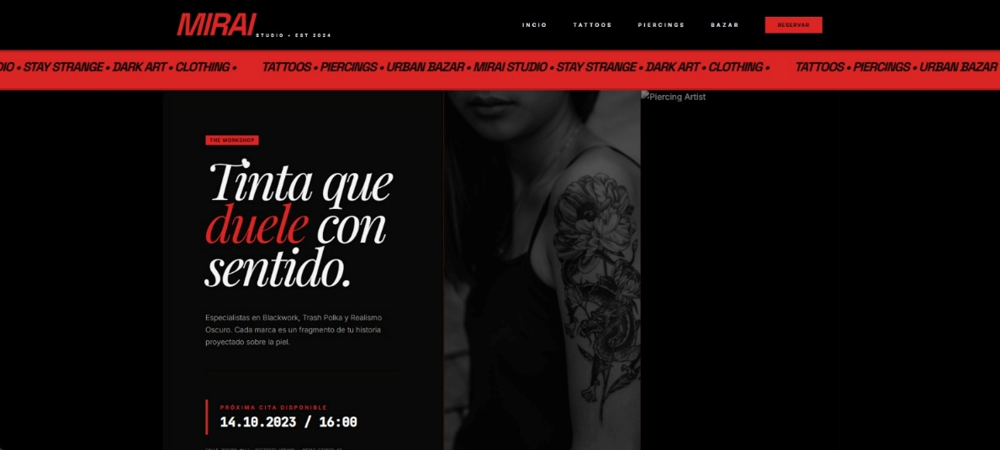 MIRAI
STUDIO • EST 2024
INCIO
TATTOOS
PIERCINGS
BAZAR
RESERVAR
DIO • STAY STRANGE • DARK ART • CLOTHING • TATTOOS • PIERCINGS • URBAN BAZAR • MIRAI STUDIO • STAY STRANGE • DARK ART • CLOTHING • TATTOOS • PIERCINGS • URBAN BAZAR
Piercing Artist
THE WORKSHOP
Tinta que
duele con
sentido.
Especialistas en Blackwork, Trash Polka y Realismo
Oscuro. Cada marca es un fragmento de tu historia
proyectado sobre la piel.
PRÓXIMA CITA DISPONIBLE
14.10.2023 / 16:00